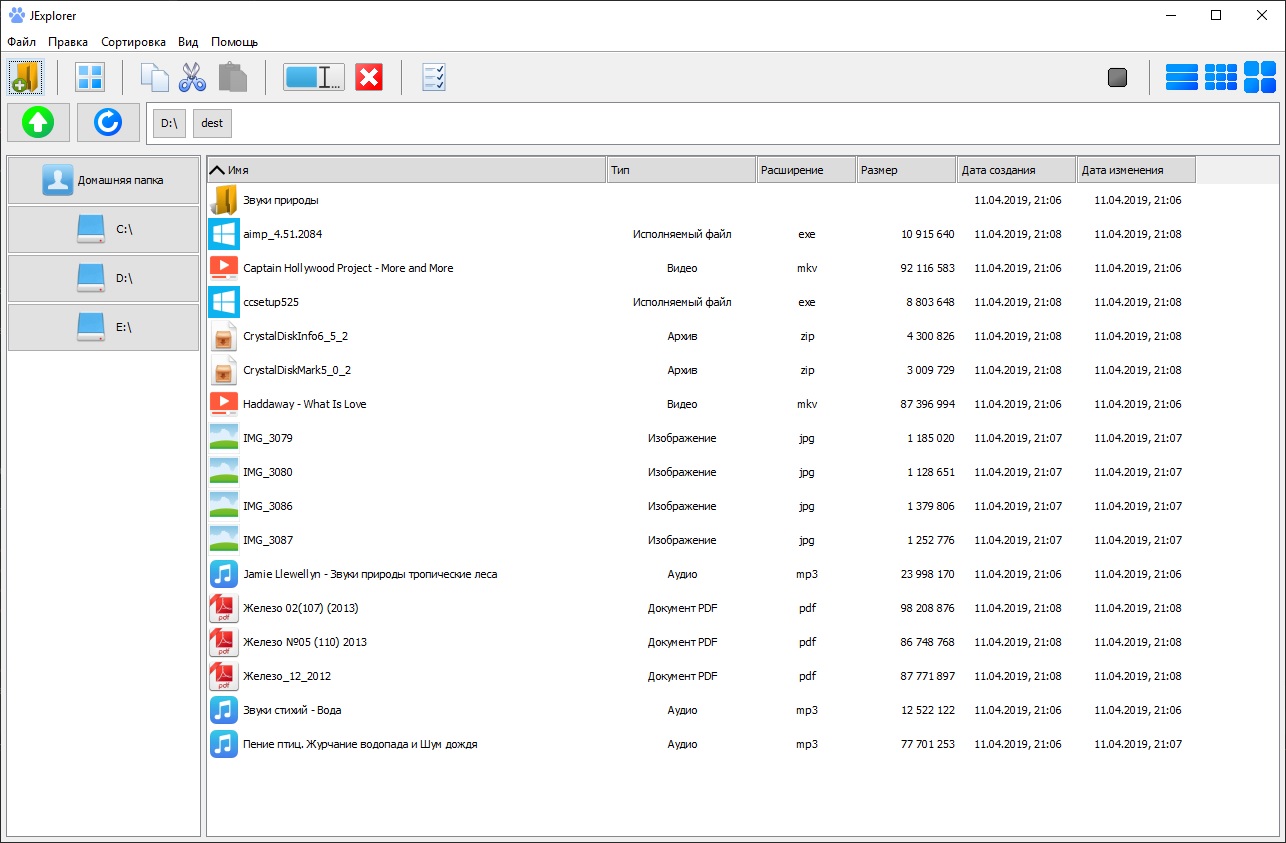 JExplorer
Файл Правка Сортировка Вид Помощь
D:\ dest
Домашняя папка
C:\
D:\
E:\
Имя Тип Расширение Размер Дата создания Дата изменения
Звуки природы 11.04.2019, 21:06 11.04.2019, 21:06
aimp_4.51.2084 Исполняемый файл exe 10 915 640 11.04.2019, 21:08 11.04.2019, 21:08
Captain Hollywood Project - More and More Видео mkv 92 116 583 11.04.2019, 21:06 11.04.2019, 21:06
ccsetup525 Исполняемый файл exe 8 803 648 11.04.2019, 21:08 11.04.2019, 21:08
CrystalDiskInfo6_5_2 Архив zip 4 300 826 11.04.2019, 21:08 11.04.2019, 21:08
CrystalDiskMark5_0_2 Архив zip 3 009 729 11.04.2019, 21:08 11.04.2019, 21:08
Haddaway - What Is Love Видео mkv 87 396 994 11.04.2019, 21:06 11.04.2019, 21:06
IMG_3079 Изображение jpg 1 185 020 11.04.2019, 21:07 11.04.2019, 21:07
IMG_3080 Изображение jpg 1 128 651 11.04.2019, 21:07 11.04.2019, 21:07
IMG_3086 Изображение jpg 1 379 806 11.04.2019, 21:07 11.04.2019, 21:07
IMG_3087 Изображение jpg 1 252 776 11.04.2019, 21:07 11.04.2019, 21:07
Jamie Llewellyn - Звуки природы тропические леса Аудио mp3 23 998 170 11.04.2019, 21:06 11.04.2019, 21:06
pdf Железо 02(107) (2013) Документ PDF pdf 98 208 876 11.04.2019, 21:08 11.04.2019, 21:08
pdf Железо №05 (110) 2013 Документ PDF pdf 86 748 768 11.04.2019, 21:08 11.04.2019, 21:08
pdf Железо_12_2012 Документ PDF pdf 87 771 897 11.04.2019, 21:08 11.04.2019, 21:08
Звуки стихий - Вода Аудио mp3 12 522 122 11.04.2019, 21:06 11.04.2019, 21:06
Пение птиц. Журчание водопада и Шум дождя Аудио mp3 77 701 253 11.04.2019, 21:06 11.04.2019, 21:07